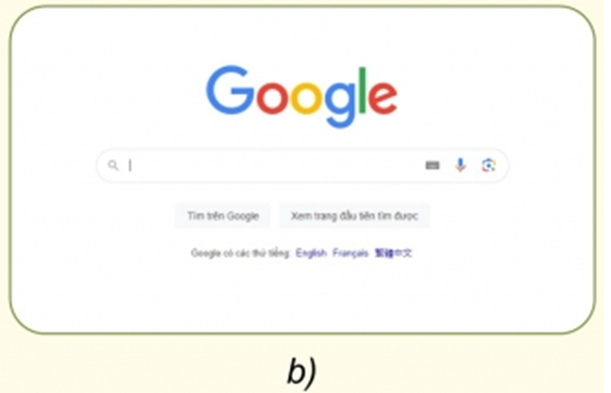 Google
Tìm trên Google Xem trang đầu tiên tìm được
Google có các thứ tiếng: English Français 繁體中文
b)